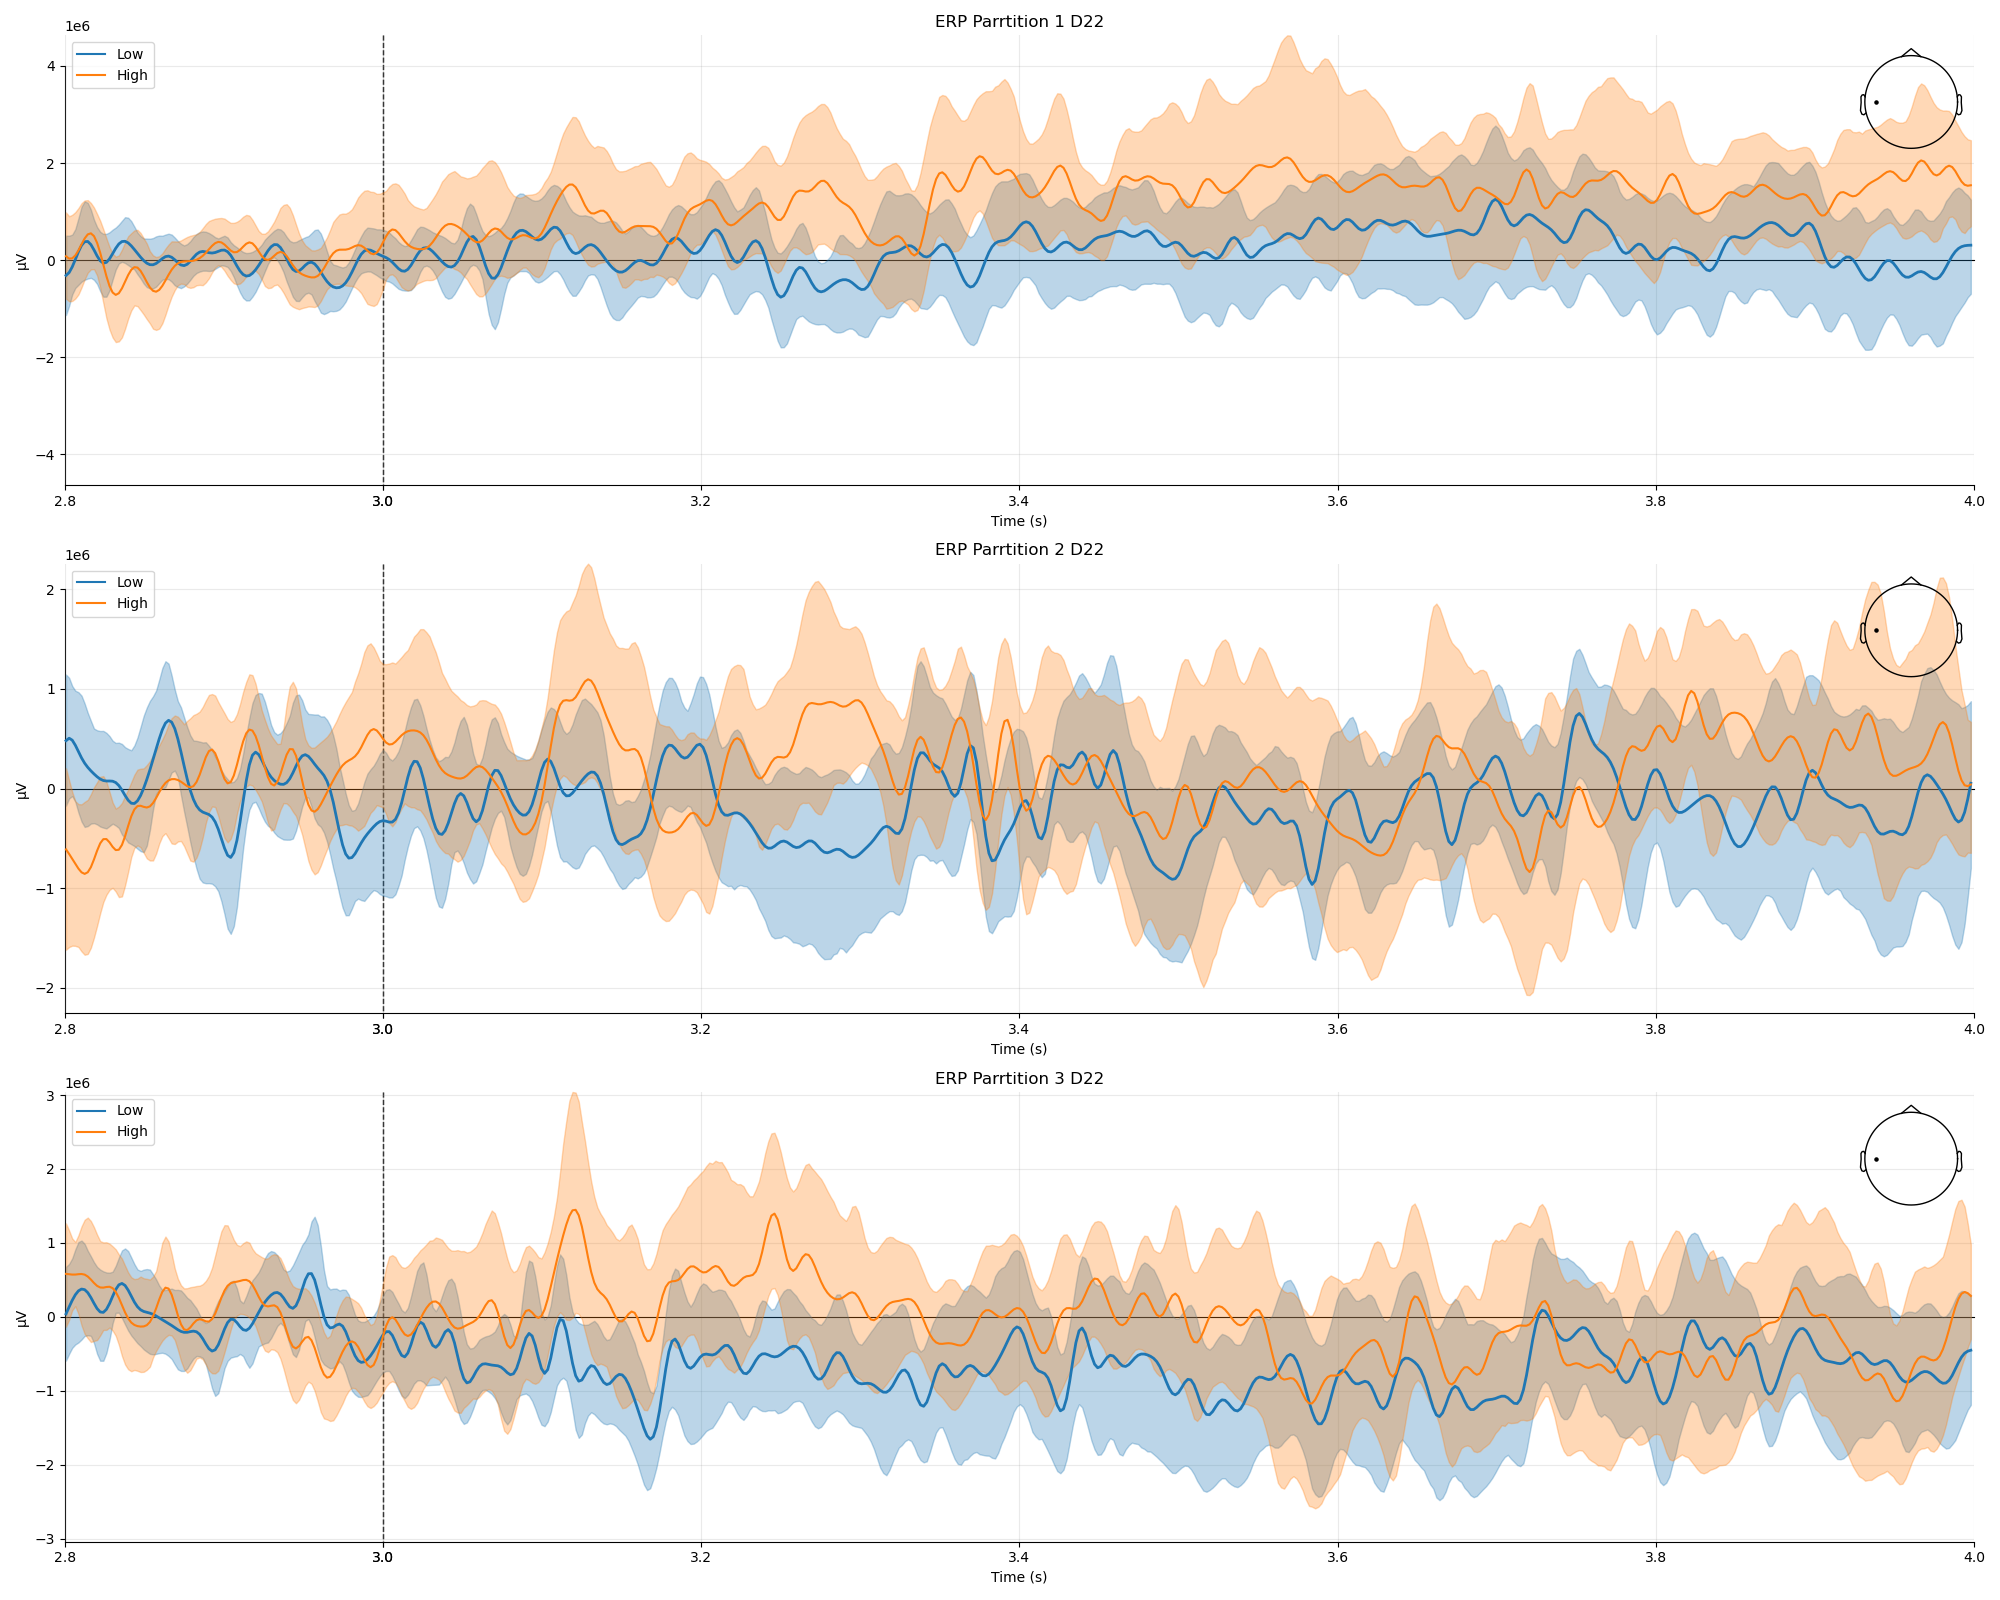 ERP Parrtition 1 D22
1e6
Low
High
4
2
0
−2
−4
µV
2.8 3.0 3.0 3.2 3.4 3.6 3.8 4.0
Time (s)
ERP Parrtition 2 D22
1e6
Low
High
2
1
0
−1
−2
µV
2.8 3.0 3.0 3.2 3.4 3.6 3.8 4.0
Time (s)
ERP Parrtition 3 D22
1e6
Low
High
3
2
1
0
−1
−2
−3
µV
2.8 3.0 3.0 3.2 3.4 3.6 3.8 4.0
Time (s)